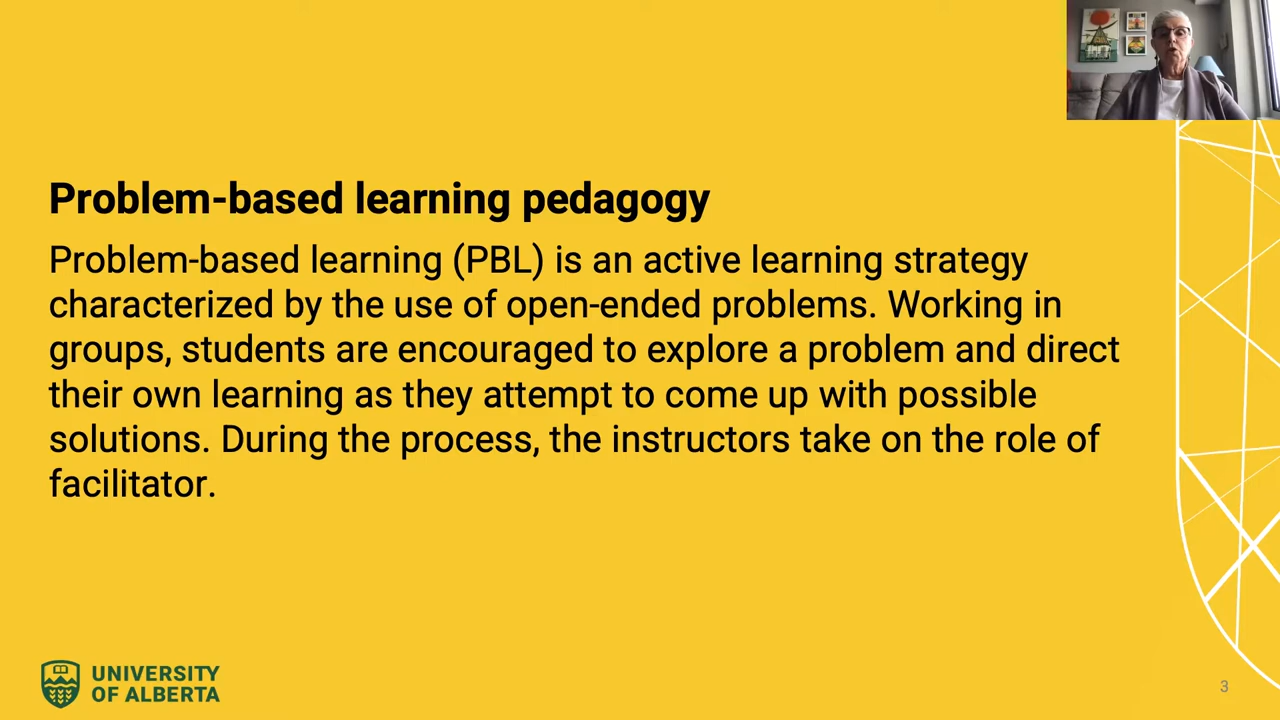 Problem-based learning pedagogy
Problem-based learning (PBL) is an active learning strategy
characterized by the use of open-ended problems. Working in
groups, students are encouraged to explore a problem and direct
their own learning as they attempt to come up with possible
solutions. During the process, the instructors take on the role of
facilitator.
UNIVERSITY
OF ALBERTA
3